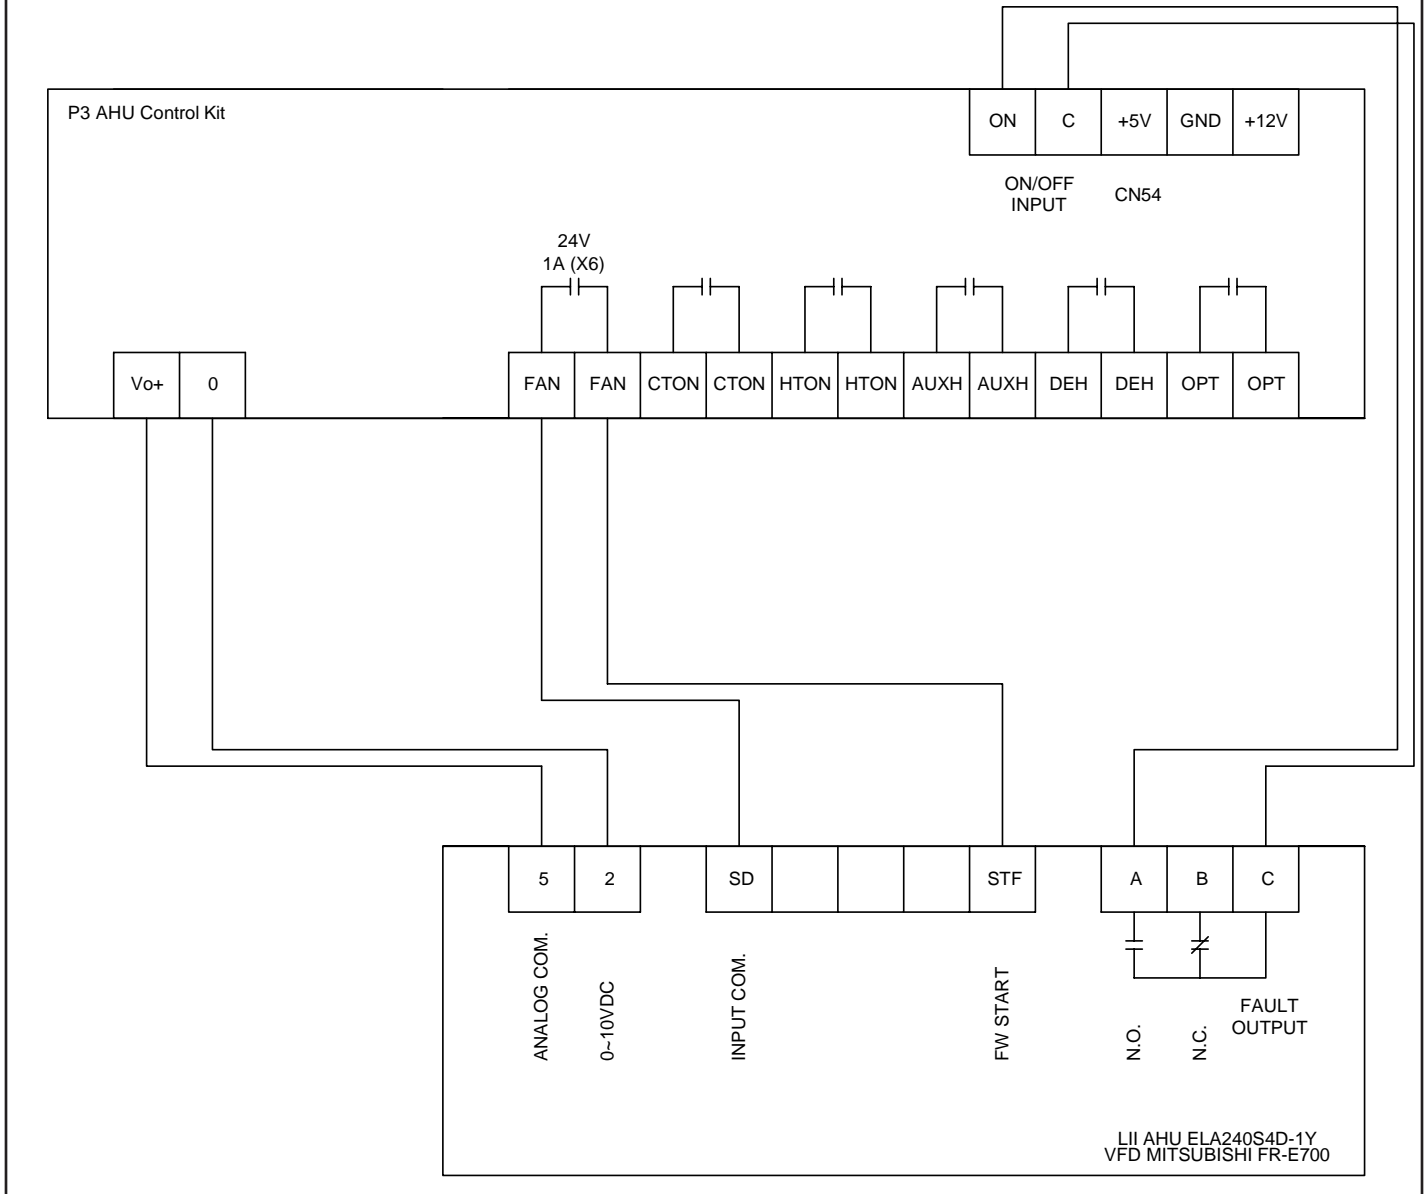 P3 AHU Control Kit
ON C +5V GND +12V
ON/OFF
INPUT
CN54
24V
1A (X6)
Vo+ 0
FAN FAN CTON CTON HTON HTON AUXH AUXH DEH DEH OPT OPT
5 2 SD STF A B C
ANALOG COM.
0~10VDC
INPUT COM.
FW START
N.O.
N.C.
FAULT
OUTPUT
LII AHU ELA240S4D-1Y
VFD MITSUBISHI FR-E700